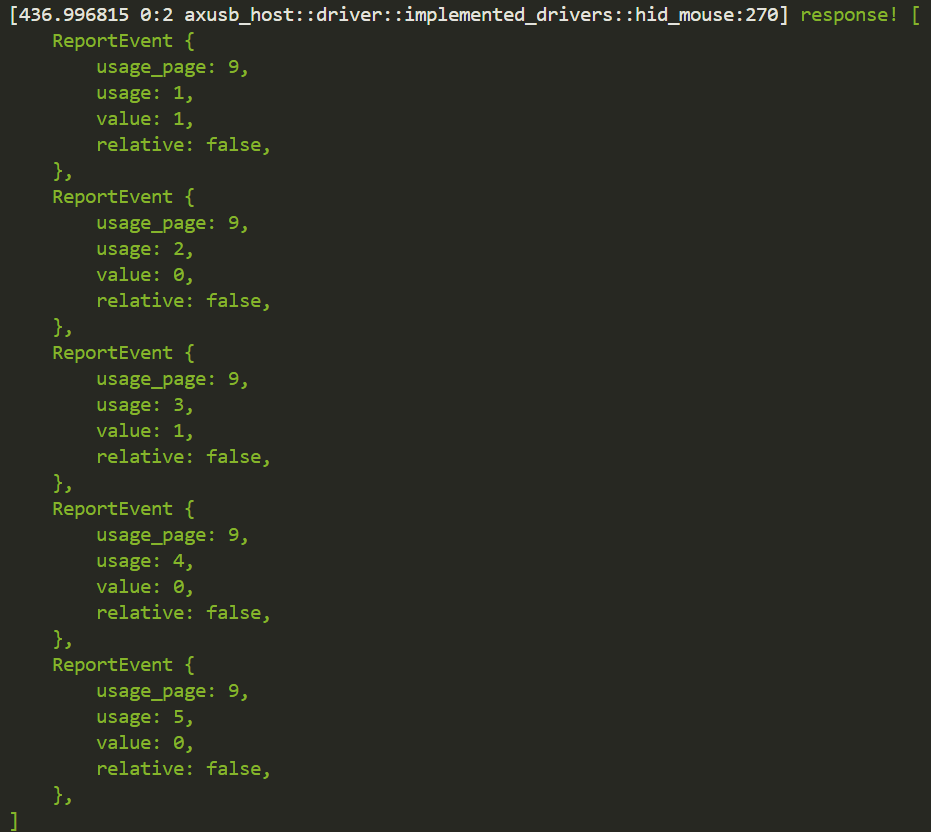 [436.996815 0:2 axusb_host::driver::implemented_drivers::hid_mouse:270] response! [
    ReportEvent {
        usage_page: 9,
        usage: 1,
        value: 1,
        relative: false,
    },
    ReportEvent {
        usage_page: 9,
        usage: 2,
        value: 0,
        relative: false,
    },
    ReportEvent {
        usage_page: 9,
        usage: 3,
        value: 1,
        relative: false,
    },
    ReportEvent {
        usage_page: 9,
        usage: 4,
        value: 0,
        relative: false,
    },
    ReportEvent {
        usage_page: 9,
        usage: 5,
        value: 0,
        relative: false,
    },
]